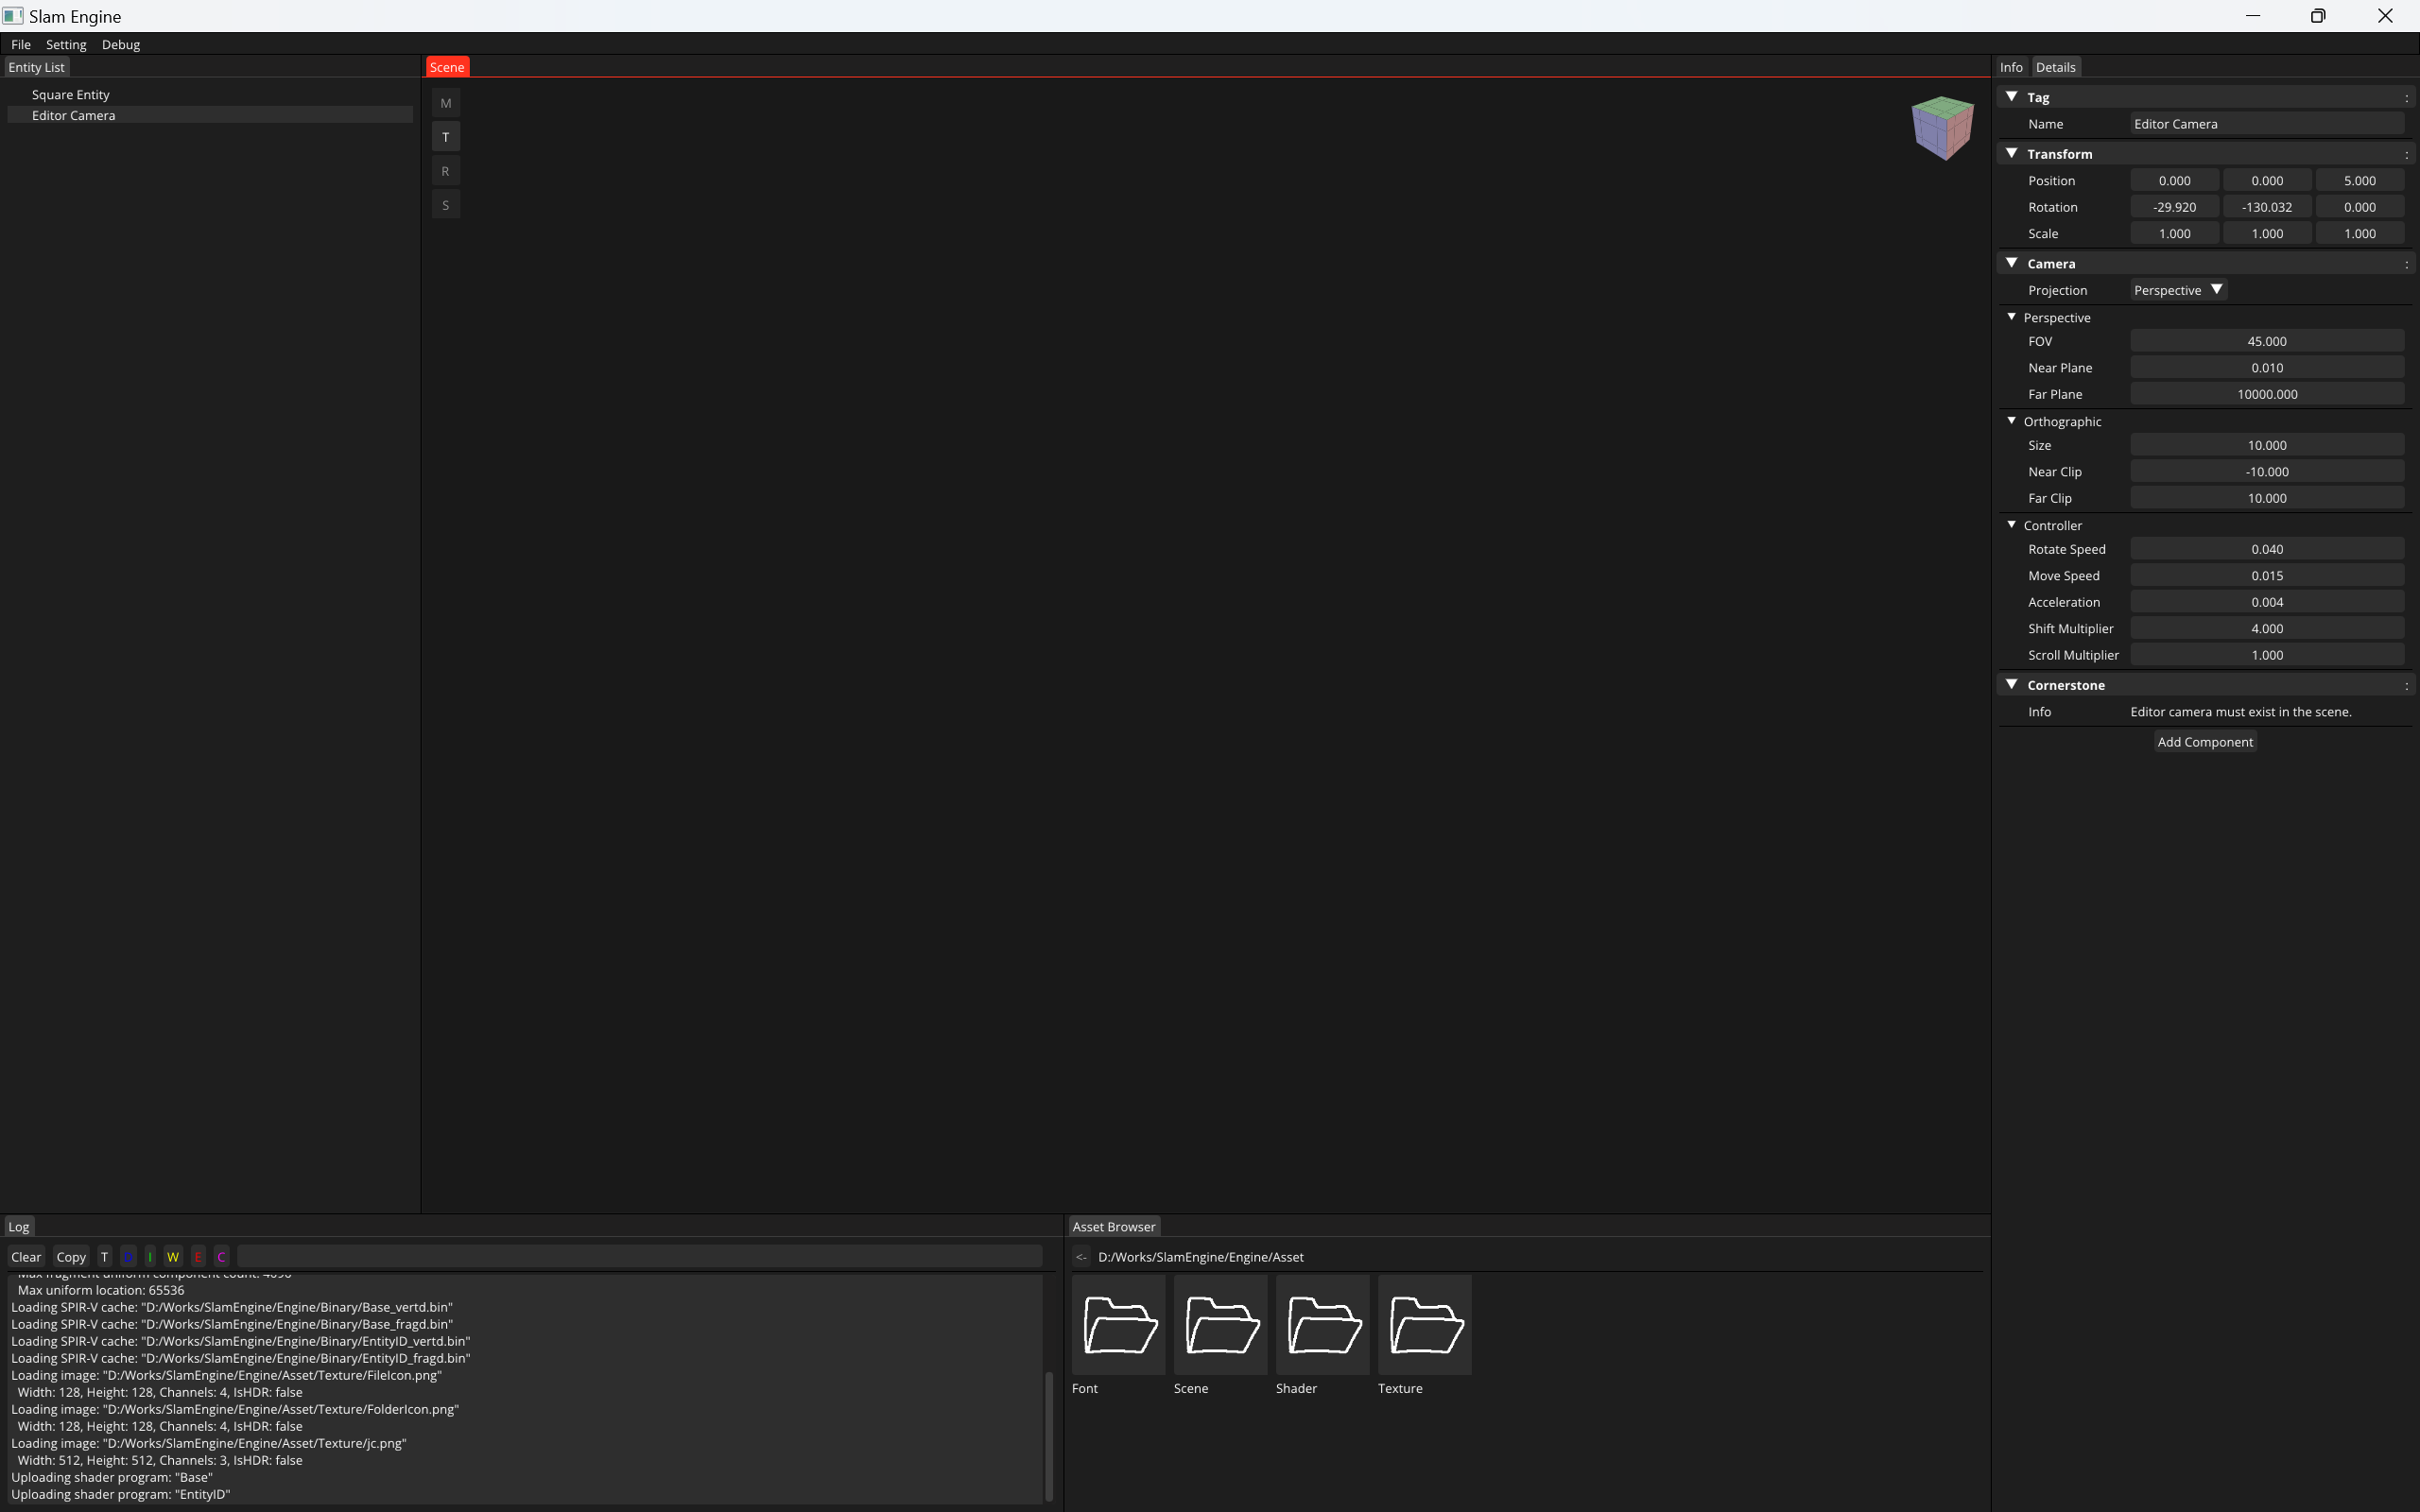 Slam Engine
File Setting Debug
Entity List
Square Entity
Editor Camera
Scene
M
T
R
S
Info Details
Tag :
Name Editor Camera
Transform :
Position 0.000 0.000 5.000
Rotation -29.920 -130.032 0.000
Scale 1.000 1.000 1.000
Camera :
Projection Perspective
Perspective
FOV 45.000
Near Plane 0.010
Far Plane 10000.000
Orthographic
Size 10.000
Near Clip -10.000
Far Clip 10.000
Controller
Rotate Speed 0.040
Move Speed 0.015
Acceleration 0.004
Shift Multiplier 4.000
Scroll Multiplier 1.000
Cornerstone :
Info Editor camera must exist in the scene.
Add Component
Log
Clear Copy T D I W E C
Max fragment uniform component count: 4096
Max uniform location: 65536
Loading SPIR-V cache: "D:/Works/SlamEngine/Engine/Binary/Base_vertd.bin"
Loading SPIR-V cache: "D:/Works/SlamEngine/Engine/Binary/Base_fragd.bin"
Loading SPIR-V cache: "D:/Works/SlamEngine/Engine/Binary/EntityID_vertd.bin"
Loading SPIR-V cache: "D:/Works/SlamEngine/Engine/Binary/EntityID_fragd.bin"
Loading image: "D:/Works/SlamEngine/Engine/Asset/Texture/FileIcon.png"
Width: 128, Height: 128, Channels: 4, IsHDR: false
Loading image: "D:/Works/SlamEngine/Engine/Asset/Texture/FolderIcon.png"
Width: 128, Height: 128, Channels: 4, IsHDR: false
Loading image: "D:/Works/SlamEngine/Engine/Asset/Texture/jc.png"
Width: 512, Height: 512, Channels: 3, IsHDR: false
Uploading shader program: "Base"
Uploading shader program: "EntityID"
Asset Browser
<- D:/Works/SlamEngine/Engine/Asset
Font Scene Shader Texture